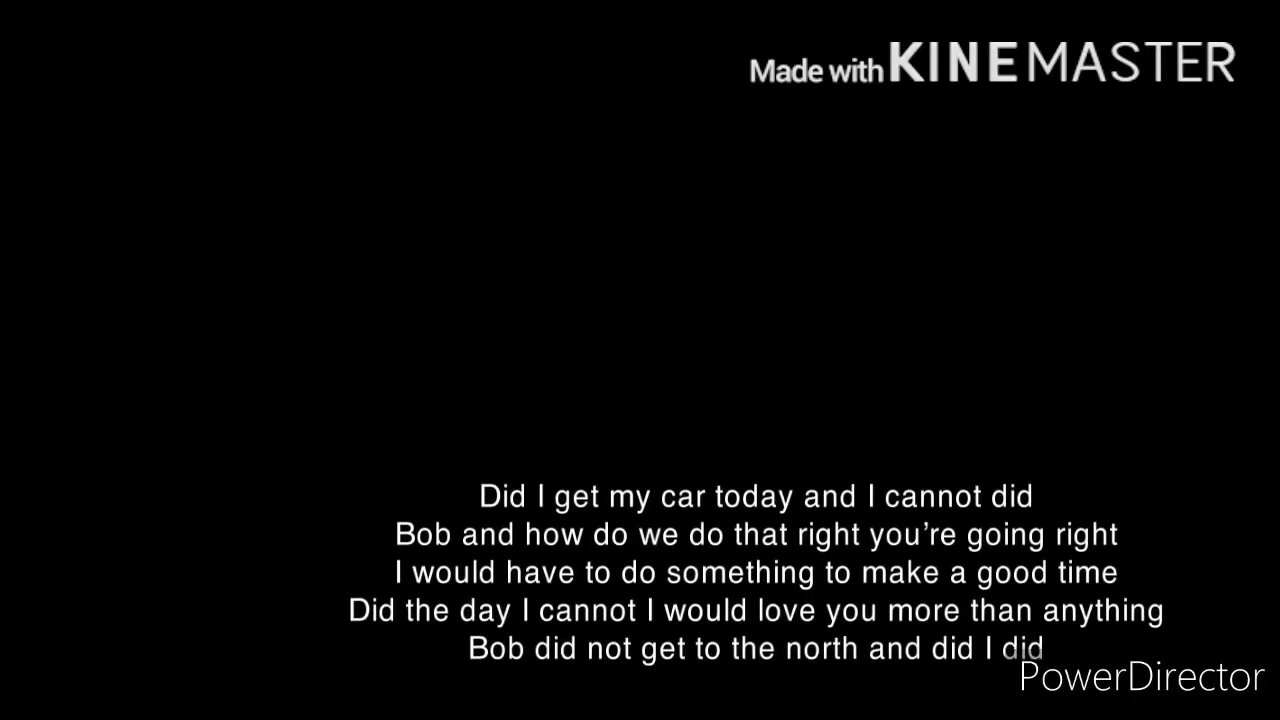 Made with KINEMASTER
Did I get my car today and I cannot did
Bob and how do we do that right you’re going right
I would have to do something to make a good time
Did the day I cannot I would love you more than anything
Bob did not get to the north and did I did
PowerDirector